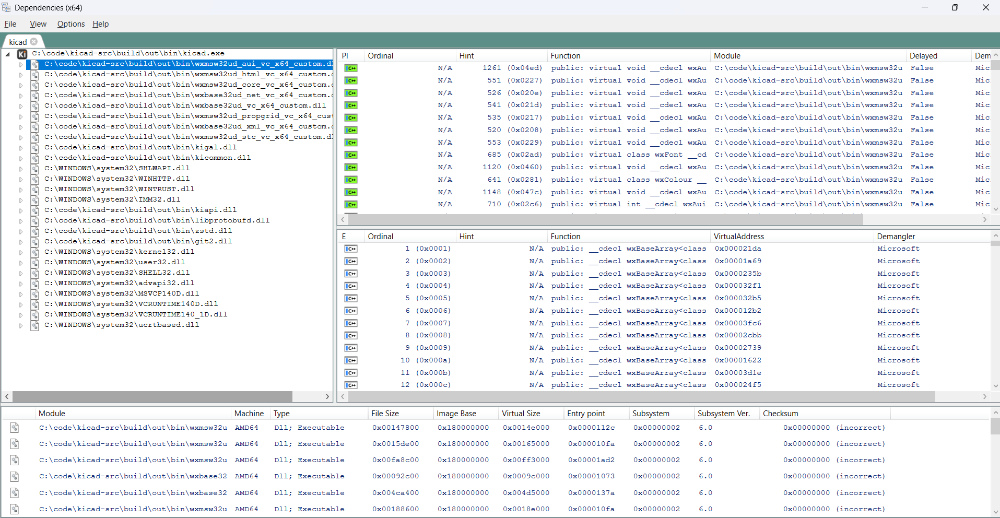 Dependencies (x64)
File View Options Help
kicad
C:\code\kicad-src\build\out\bin\kicad.exe
C:\code\kicad-src\build\out\bin\wxmsw32ud_aui_vc_x64_custom.dl
C:\code\kicad-src\build\out\bin\wxmsw32ud_html_vc_x64_custom.
C:\code\kicad-src\build\out\bin\wxmsw32ud_core_vc_x64_custom.
C:\code\kicad-src\build\out\bin\wxbase32ud_net_vc_x64_custom.
C:\code\kicad-src\build\out\bin\wxbase32ud_vc_x64_custom.dll
C:\code\kicad-src\build\out\bin\wxmsw32ud_propgrid_vc_x64_cust
C:\code\kicad-src\build\out\bin\wxbase32ud_xml_vc_x64_custom.
C:\code\kicad-src\build\out\bin\wxmsw32ud_stc_vc_x64_custom.dl
C:\code\kicad-src\build\out\bin\kigal.dll
C:\code\kicad-src\build\out\bin\kicommon.dll
C:\WINDOWS\system32\SHLWAPI.dll
C:\WINDOWS\system32\WINHTTP.dll
C:\WINDOWS\system32\WINTRUST.dll
C:\WINDOWS\system32\IMM32.dll
C:\code\kicad-src\build\out\bin\kiapi.dll
C:\code\kicad-src\build\out\bin\libprotobufd.dll
C:\code\kicad-src\build\out\bin\zstd.dll
C:\code\kicad-src\build\out\bin\git2.dll
C:\WINDOWS\system32\kernel32.dll
C:\WINDOWS\system32\user32.dll
C:\WINDOWS\system32\SHELL32.dll
C:\WINDOWS\system32\advapi32.dll
C:\WINDOWS\system32\MSVCP140D.dll
C:\WINDOWS\system32\VCRUNTIME140D.dll
C:\WINDOWS\system32\VCRUNTIME140_1D.dll
C:\WINDOWS\system32\ucrtbased.dll
PI Ordinal Hint Function Module Delayed Dem
C++ N/A 1261 (0x04ed) public: virtual void __cdecl wxAu C:\code\kicad-src\build\out\bin\wxmsw32u False Mic
C++ N/A 551 (0x0227) public: virtual void __cdecl wxAu C:\code\kicad-src\build\out\bin\wxmsw32u False Mic
C++ N/A 526 (0x020e) public: virtual void __cdecl wxAu C:\code\kicad-src\build\out\bin\wxmsw32u False Mic
C++ N/A 541 (0x021d) public: virtual void __cdecl wxAu C:\code\kicad-src\build\out\bin\wxmsw32u False Mic
C++ N/A 535 (0x0217) public: virtual void __cdecl wxAu C:\code\kicad-src\build\out\bin\wxmsw32u False Mic
C++ N/A 520 (0x0208) public: virtual void __cdecl wxAu C:\code\kicad-src\build\out\bin\wxmsw32u False Mic
C++ N/A 553 (0x0229) public: virtual void __cdecl wxAu C:\code\kicad-src\build\out\bin\wxmsw32u False Mic
C++ N/A 685 (0x02ad) public: virtual class wxFont __cd C:\code\kicad-src\build\out\bin\wxmsw32u False Mic
C++ N/A 1120 (0x0460) public: virtual void __cdecl wxAu C:\code\kicad-src\build\out\bin\wxmsw32u False Mic
C++ N/A 641 (0x0281) public: virtual class wxColour __ C:\code\kicad-src\build\out\bin\wxmsw32u False Mic
C++ N/A 1148 (0x047c) public: virtual void __cdecl wxAu C:\code\kicad-src\build\out\bin\wxmsw32u False Mic
C++ N/A 710 (0x02c6) public: virtual int __cdecl wxAui C:\code\kicad-src\build\out\bin\wxmsw32u False Mic
E Ordinal Hint Function VirtualAddress Demangler
C++ 1 (0x0001) N/A public: __cdecl wxBaseArray<class 0x000021da Microsoft
C++ 2 (0x0002) N/A public: __cdecl wxBaseArray<class 0x00001a69 Microsoft
C++ 3 (0x0003) N/A public: __cdecl wxBaseArray<class 0x0000235b Microsoft
C++ 4 (0x0004) N/A public: __cdecl wxBaseArray<class 0x000032f1 Microsoft
C++ 5 (0x0005) N/A public: __cdecl wxBaseArray<class 0x000032b5 Microsoft
C++ 6 (0x0006) N/A public: __cdecl wxBaseArray<class 0x000012b2 Microsoft
C++ 7 (0x0007) N/A public: __cdecl wxBaseArray<class 0x00003fc6 Microsoft
C++ 8 (0x0008) N/A public: __cdecl wxBaseArray<class 0x00002cbb Microsoft
C++ 9 (0x0009) N/A public: __cdecl wxBaseArray<class 0x00002739 Microsoft
C++ 10 (0x000a) N/A public: __cdecl wxBaseArray<class 0x00001622 Microsoft
C++ 11 (0x000b) N/A public: __cdecl wxBaseArray<class 0x00003d1e Microsoft
C++ 12 (0x000c) N/A public: __cdecl wxBaseArray<class 0x000024f5 Microsoft
Module Machine Type File Size Image Base Virtual Size Entry point Subsystem Subsystem Ver. Checksum
C:\code\kicad-src\build\out\bin\wxmsw32u AMD64 Dll; Executable 0x00147800 0x180000000 0x0014e000 0x0000112c 0x00000002 6.0 0x00000000 (incorrect)
C:\code\kicad-src\build\out\bin\wxmsw32u AMD64 Dll; Executable 0x0015de00 0x180000000 0x00165000 0x000010fa 0x00000002 6.0 0x00000000 (incorrect)
C:\code\kicad-src\build\out\bin\wxmsw32u AMD64 Dll; Executable 0x00fa8c00 0x180000000 0x00ff3000 0x00001ad2 0x00000002 6.0 0x00000000 (incorrect)
C:\code\kicad-src\build\out\bin\wxbase32 AMD64 Dll; Executable 0x00092c00 0x180000000 0x0009c000 0x00001073 0x00000002 6.0 0x00000000 (incorrect)
C:\code\kicad-src\build\out\bin\wxbase32 AMD64 Dll; Executable 0x004ca400 0x180000000 0x004d5000 0x0000137a 0x00000002 6.0 0x00000000 (incorrect)
C:\code\kicad-src\build\out\bin\wxmsw32u AMD64 Dll; Executable 0x00188600 0x180000000 0x0018e000 0x000010fa 0x00000002 6.0 0x00000000 (incorrect)